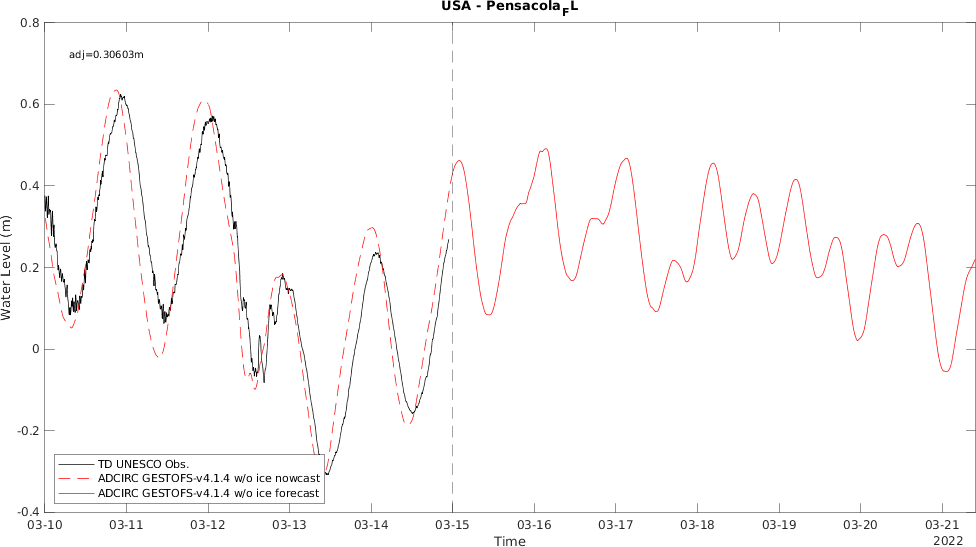 USA - Pensacola_FL
adj=0.30603m
0.8
0.6
0.4
0.2
0
-0.2
-0.4
Water Level (m)
TD UNESCO Obs.
ADCIRC GESTOFS-v4.1.4 w/o ice nowcast
ADCIRC GESTOFS-v4.1.4 w/o ice forecast
03-10 03-11 03-12 03-13 03-14 03-15 03-16 03-17 03-18 03-19 03-20 03-21
Time
2022